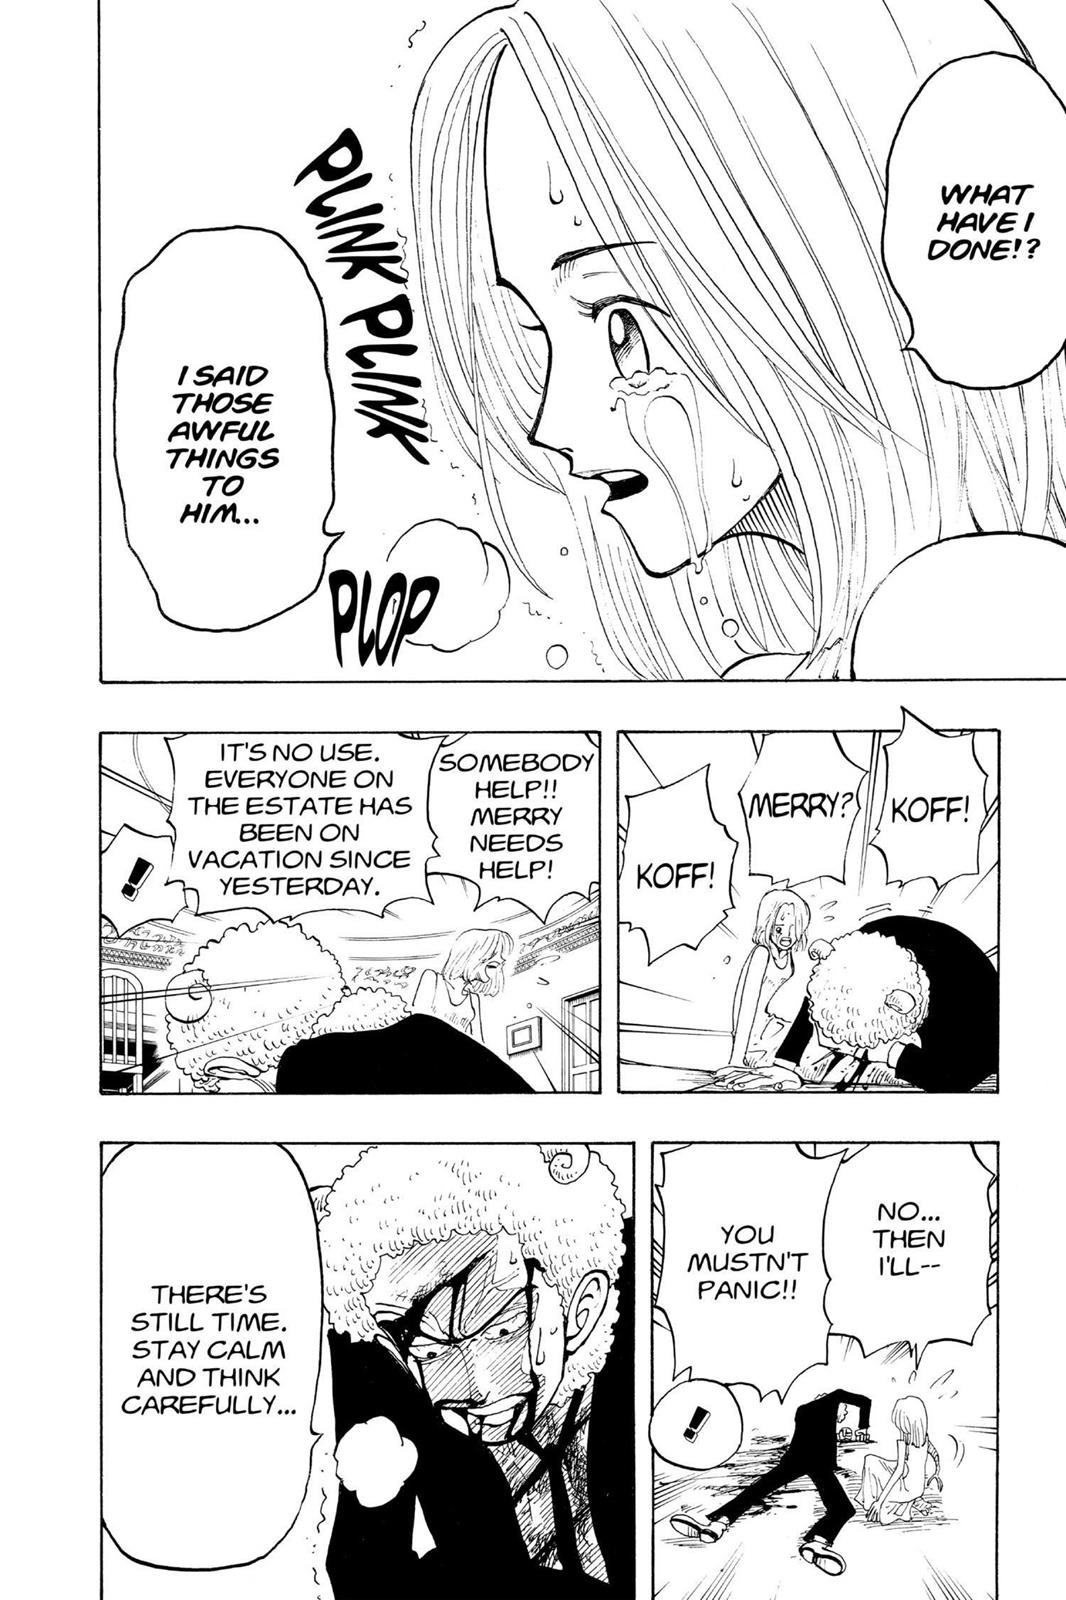 WHAT
HAVE I
DONE!?
PLINK PLINK
I SAID
THOSE
AWFUL
THINGS
TO
HIM...
PLOP
KOFF!
MERRY?
KOFF!
SOMEBODY
HELP!!
MERRY
NEEDS
HELP!
IT'S NO USE.
EVERYONE ON
THE ESTATE HAS
BEEN ON
VACATION SINCE
YESTERDAY.
!
NO...
THEN
I'LL--
YOU
MUSTN'T
PANIC!!
!
THERE'S
STILL TIME.
STAY CALM
AND THINK
CAREFULLY...